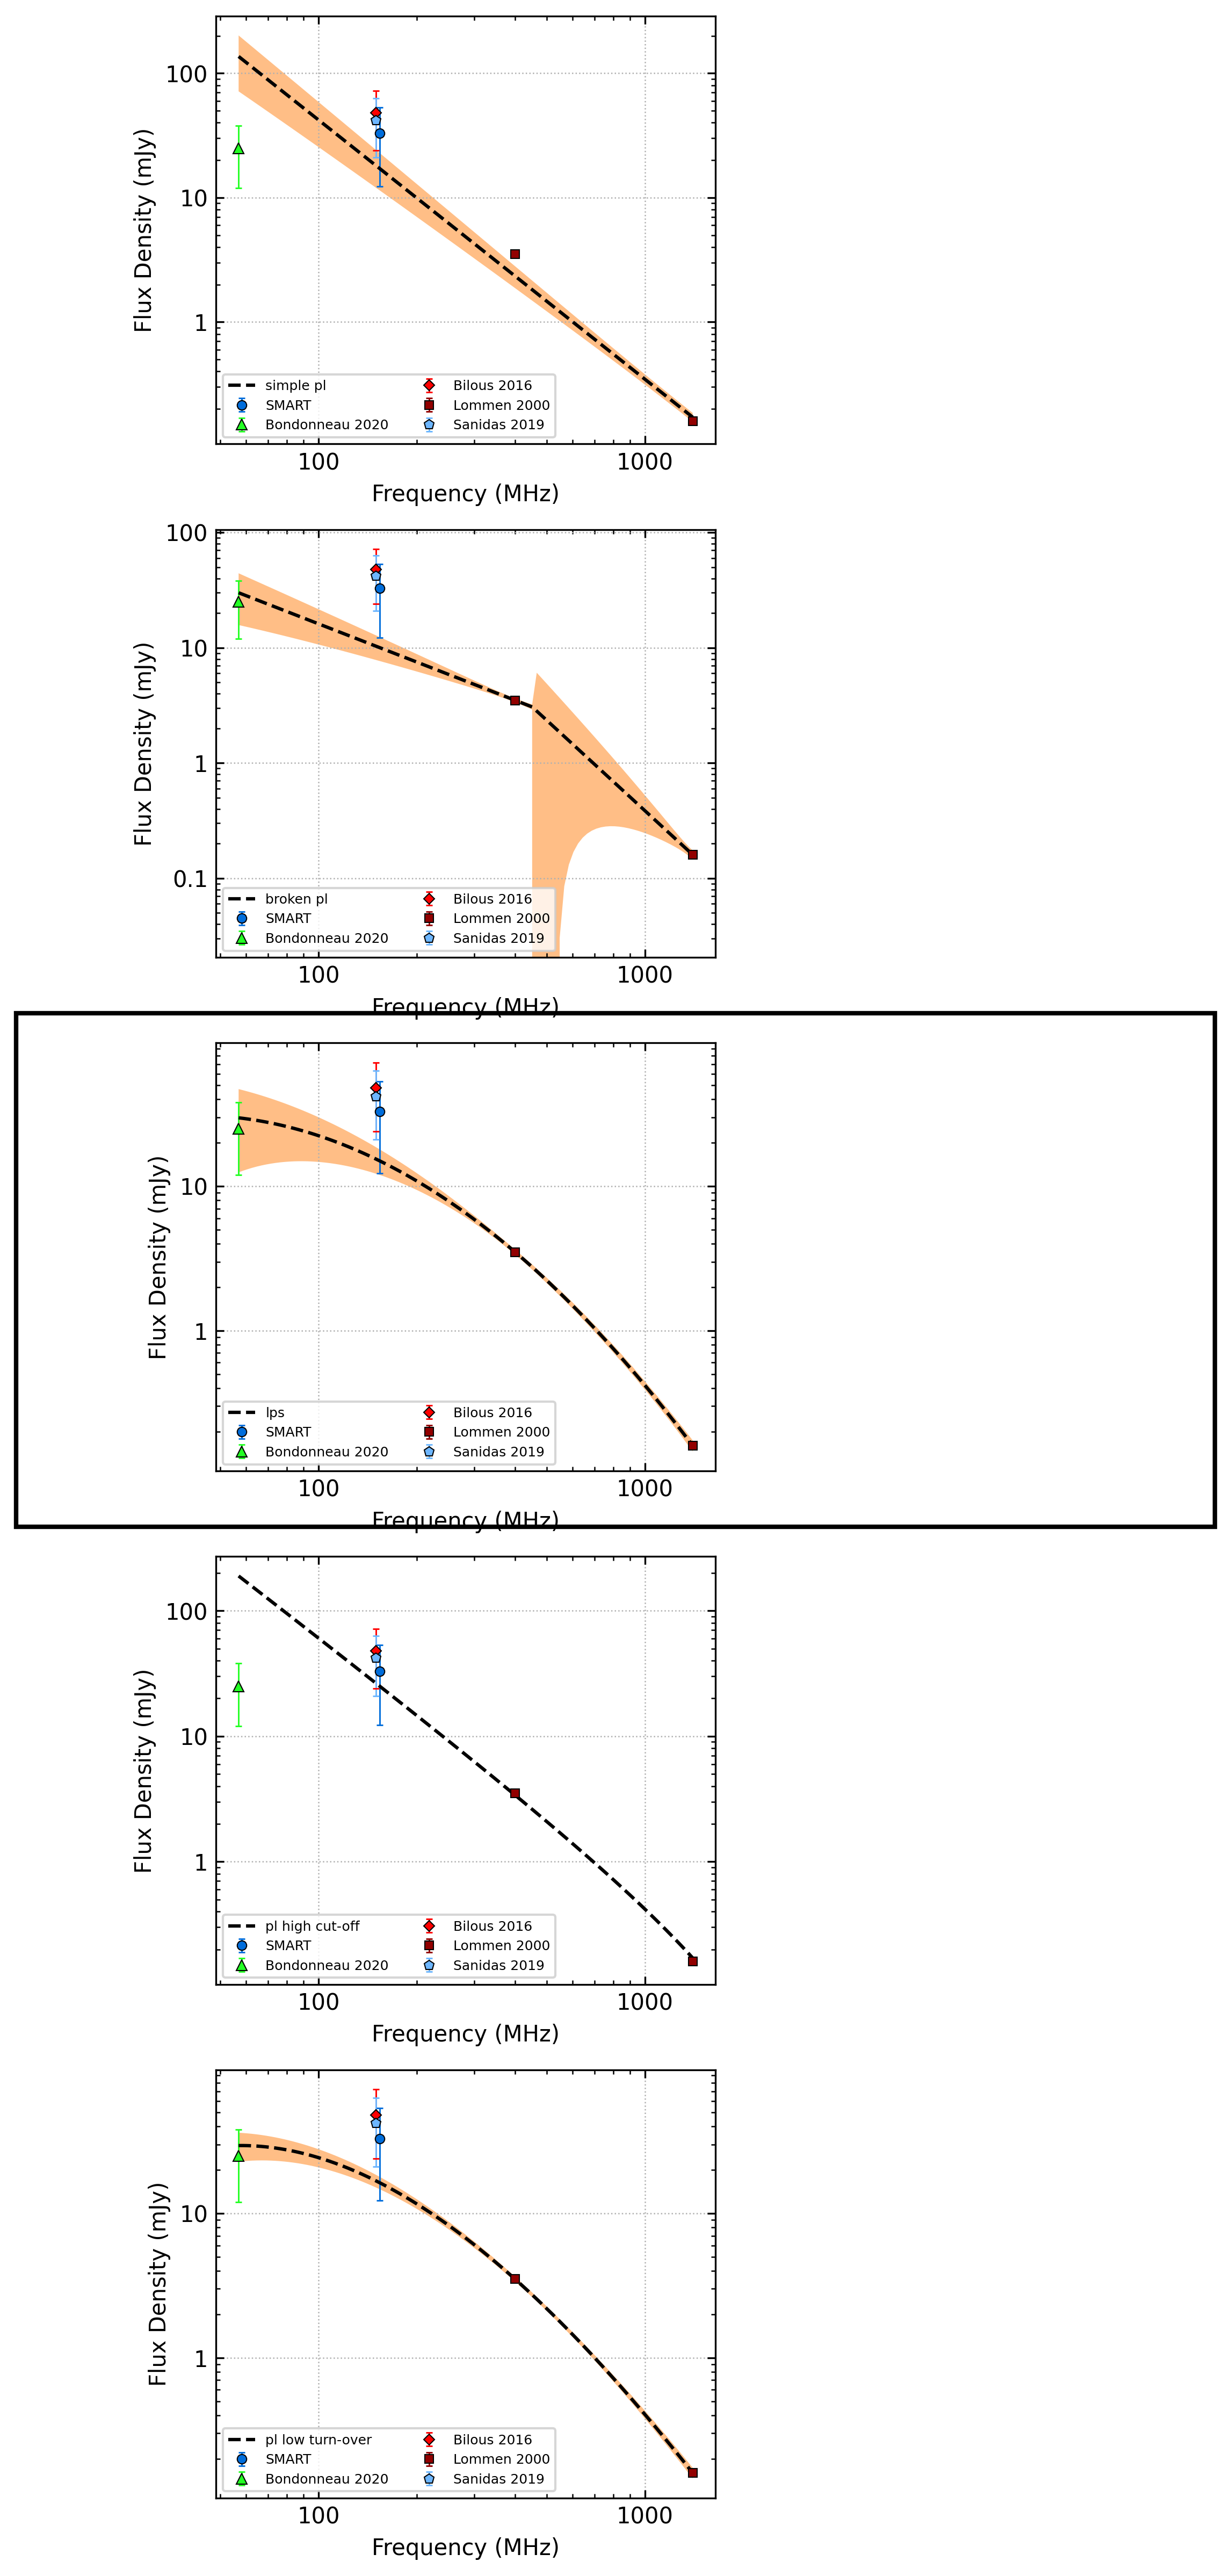 100
10
1
Flux Density (mJy)
simple pl
SMART
Bondonneau 2020
Bilous 2016
Lommen 2000
Sanidas 2019
100 1000
Frequency (MHz)
100
10
1
0.1
Flux Density (mJy)
broken pl
SMART
Bondonneau 2020
Bilous 2016
Lommen 2000
Sanidas 2019
100 1000
Frequency (MHz)
10
1
Flux Density (mJy)
lps
SMART
Bondonneau 2020
Bilous 2016
Lommen 2000
Sanidas 2019
100 1000
Frequency (MHz)
100
10
1
Flux Density (mJy)
pl high cut-off
SMART
Bondonneau 2020
Bilous 2016
Lommen 2000
Sanidas 2019
100 1000
Frequency (MHz)
10
1
Flux Density (mJy)
pl low turn-over
SMART
Bondonneau 2020
Bilous 2016
Lommen 2000
Sanidas 2019
100 1000
Frequency (MHz)